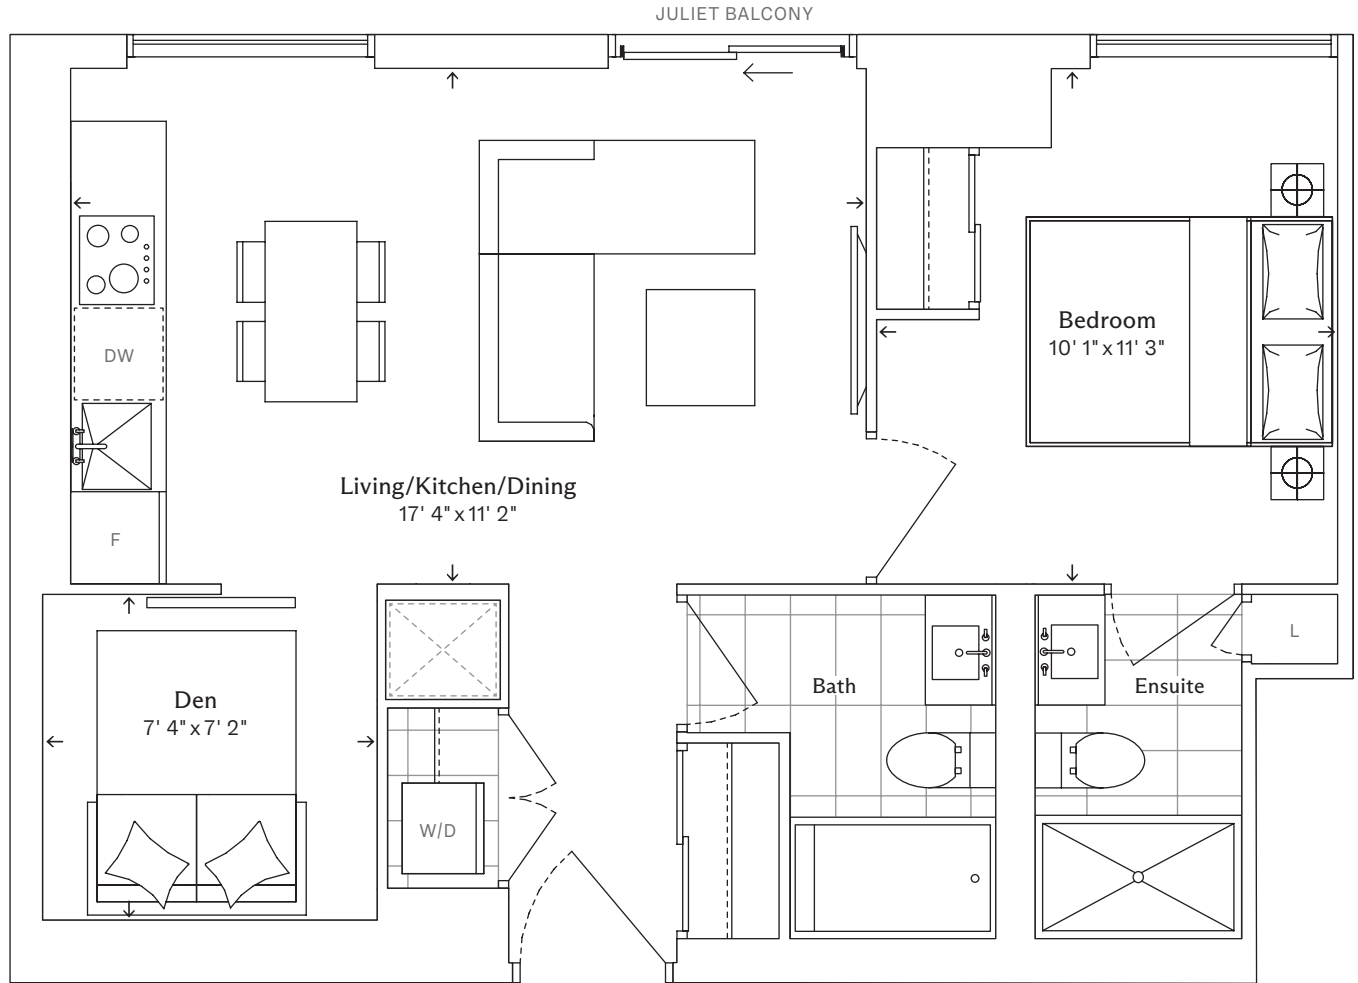 JULIET BALCONY
DW
F
Living/Kitchen/Dining
17' 4" x 11' 2"
Bedroom
10' 1" x 11' 3"
Den
7' 4" x 7' 2"
W/D
Bath
Ensuite
L